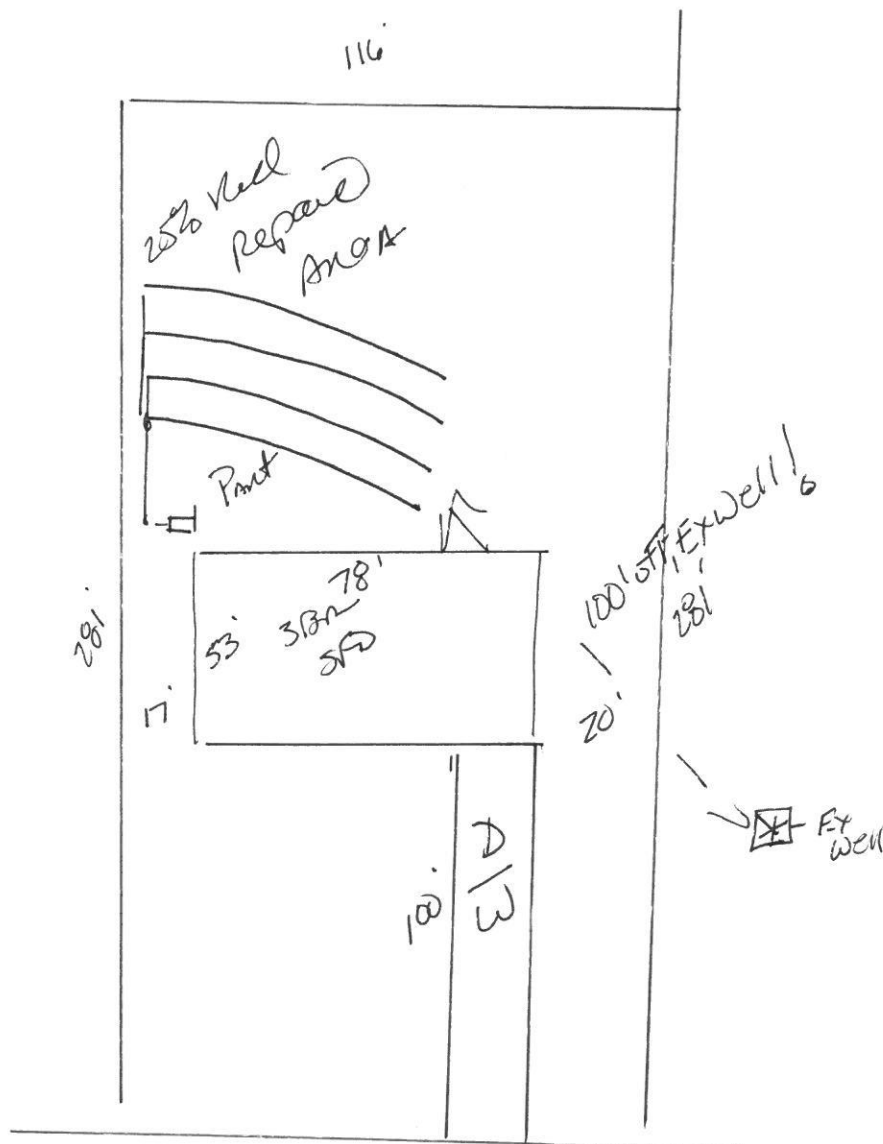 116'
25% Red
Repair
Area
100' off Ex Well!
281'
78'
53'
3BR
SFD
281'
17'
20'
Ex
Well
100'
D/W